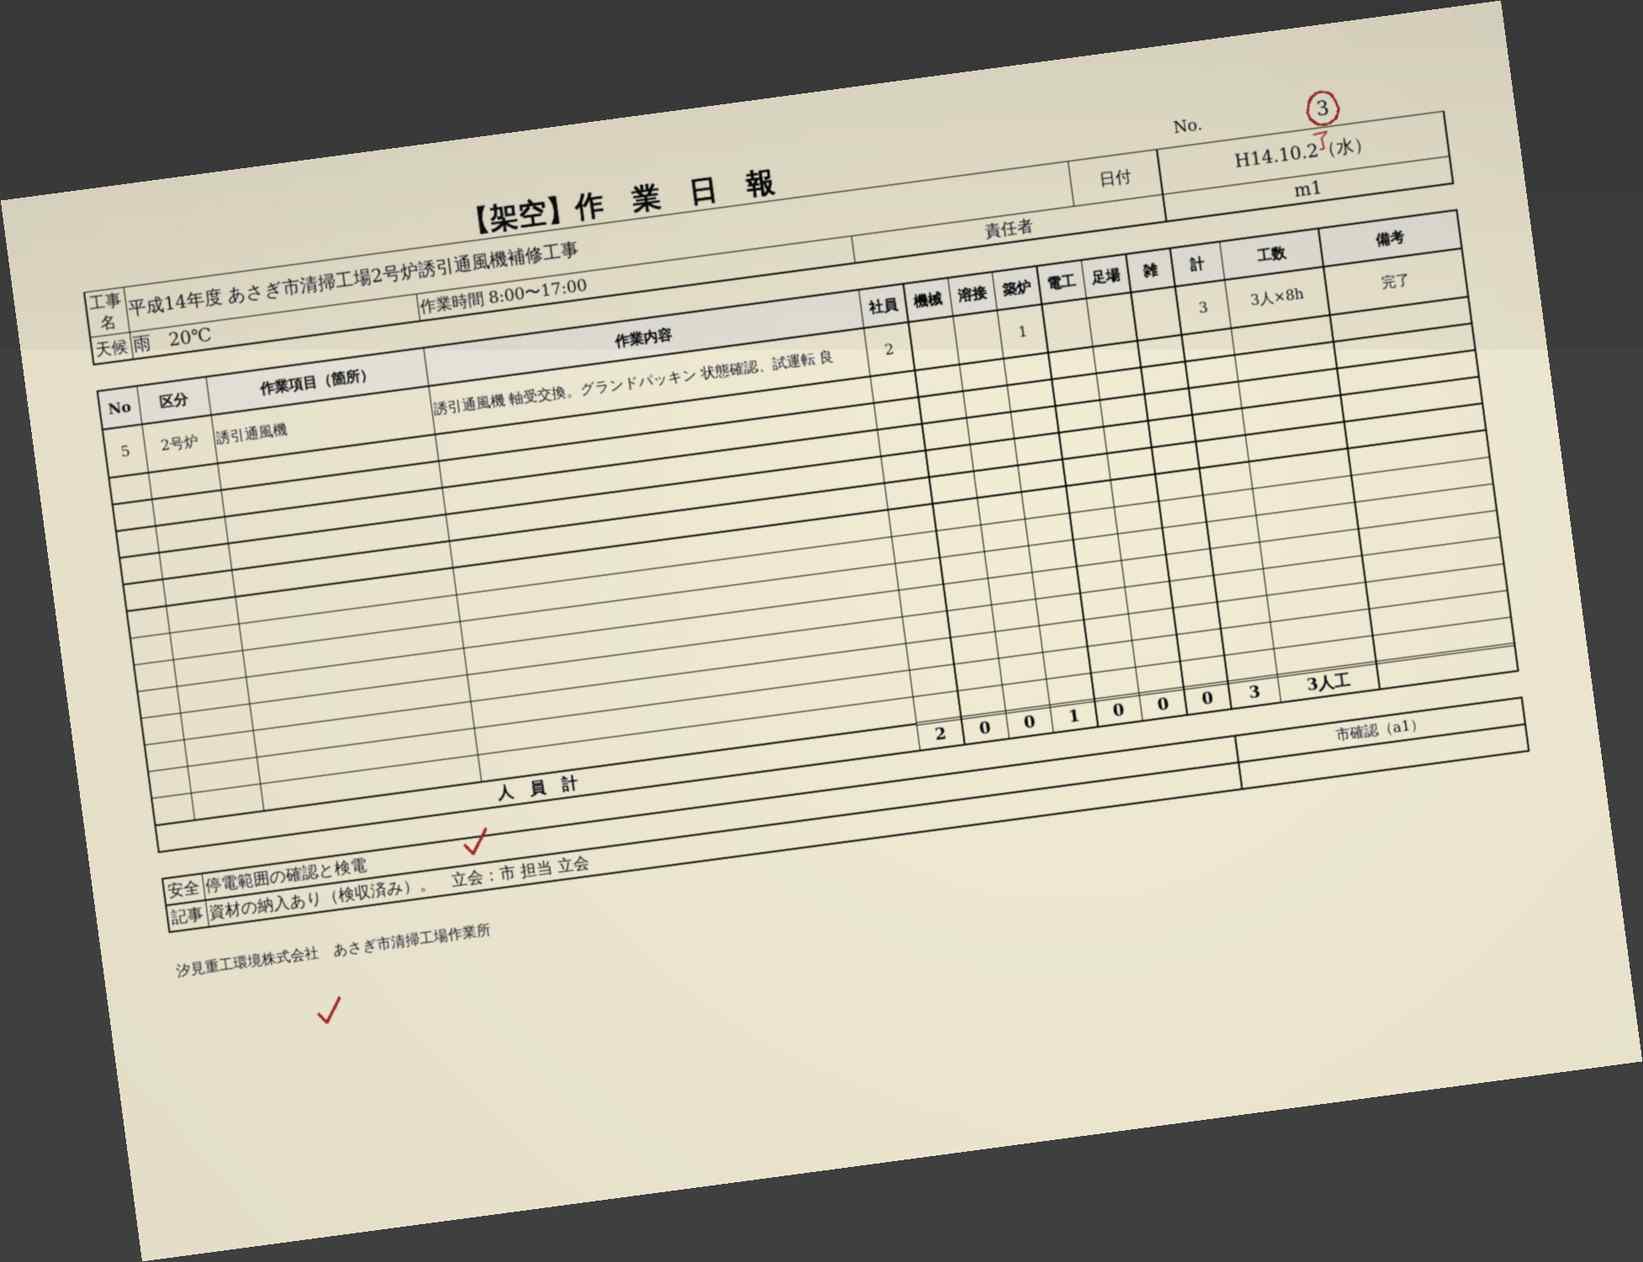 No. 3
了
【架空】作 業 日 報
工事名 平成14年度 あさぎ市清掃工場2号炉誘引通風機補修工事 日付 H14.10.2（水）
天候 雨 20℃ 作業時間 8:00〜17:00 責任者 m1
No 区分 作業項目（箇所） 作業内容 社員 機械 溶接 築炉 電工 足場 雑 計 工数 備考
5 2号炉 誘引通風機 誘引通風機 軸受交換。グランドパッキン 状態確認、試運転 良 2 1 3 3人×8h 完了
人 員 計 2 0 0 1 0 0 0 3 3人工
安全 停電範囲の確認と検電 市確認（a1）
記事 資材の納入あり（検収済み）。 立会：市 担当 立会
汐見重工環境株式会社 あさぎ市清掃工場作業所